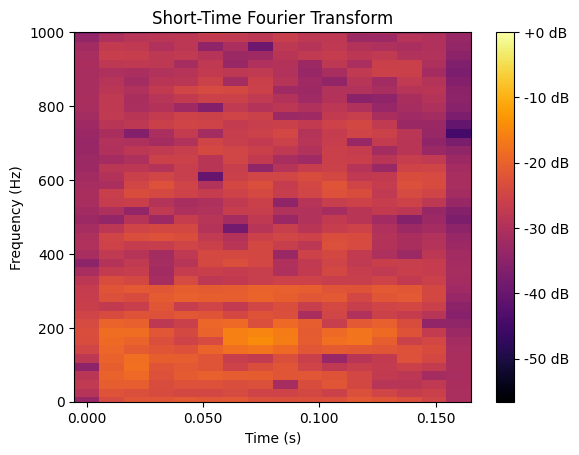 Short-Time Fourier Transform
1000
800
600
400
200
0
Frequency (Hz)
0.000
0.050
0.100
0.150
Time (s)
+0 dB
-10 dB
-20 dB
-30 dB
-40 dB
-50 dB